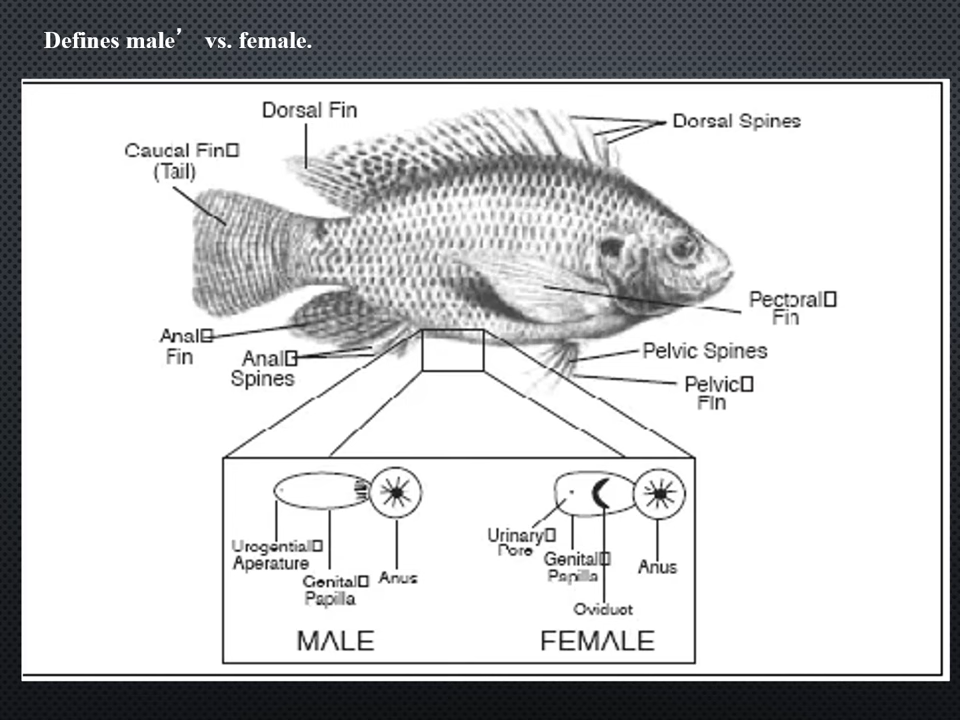 Defines male’ vs. female.
Dorsal Fin
Dorsal Spines
Caucal Fin□
(Tail)
Pectoral□
Fin
Anal□
Fin
Anal□
Spines
Pelvic Spines
Pelvic□
Fin
Urogential□
Aperature
Genital□
Papilla
Anus
MALE
Urinary□
Pore
Genital□
Papilla
Oviduct
Anus
FEMALE